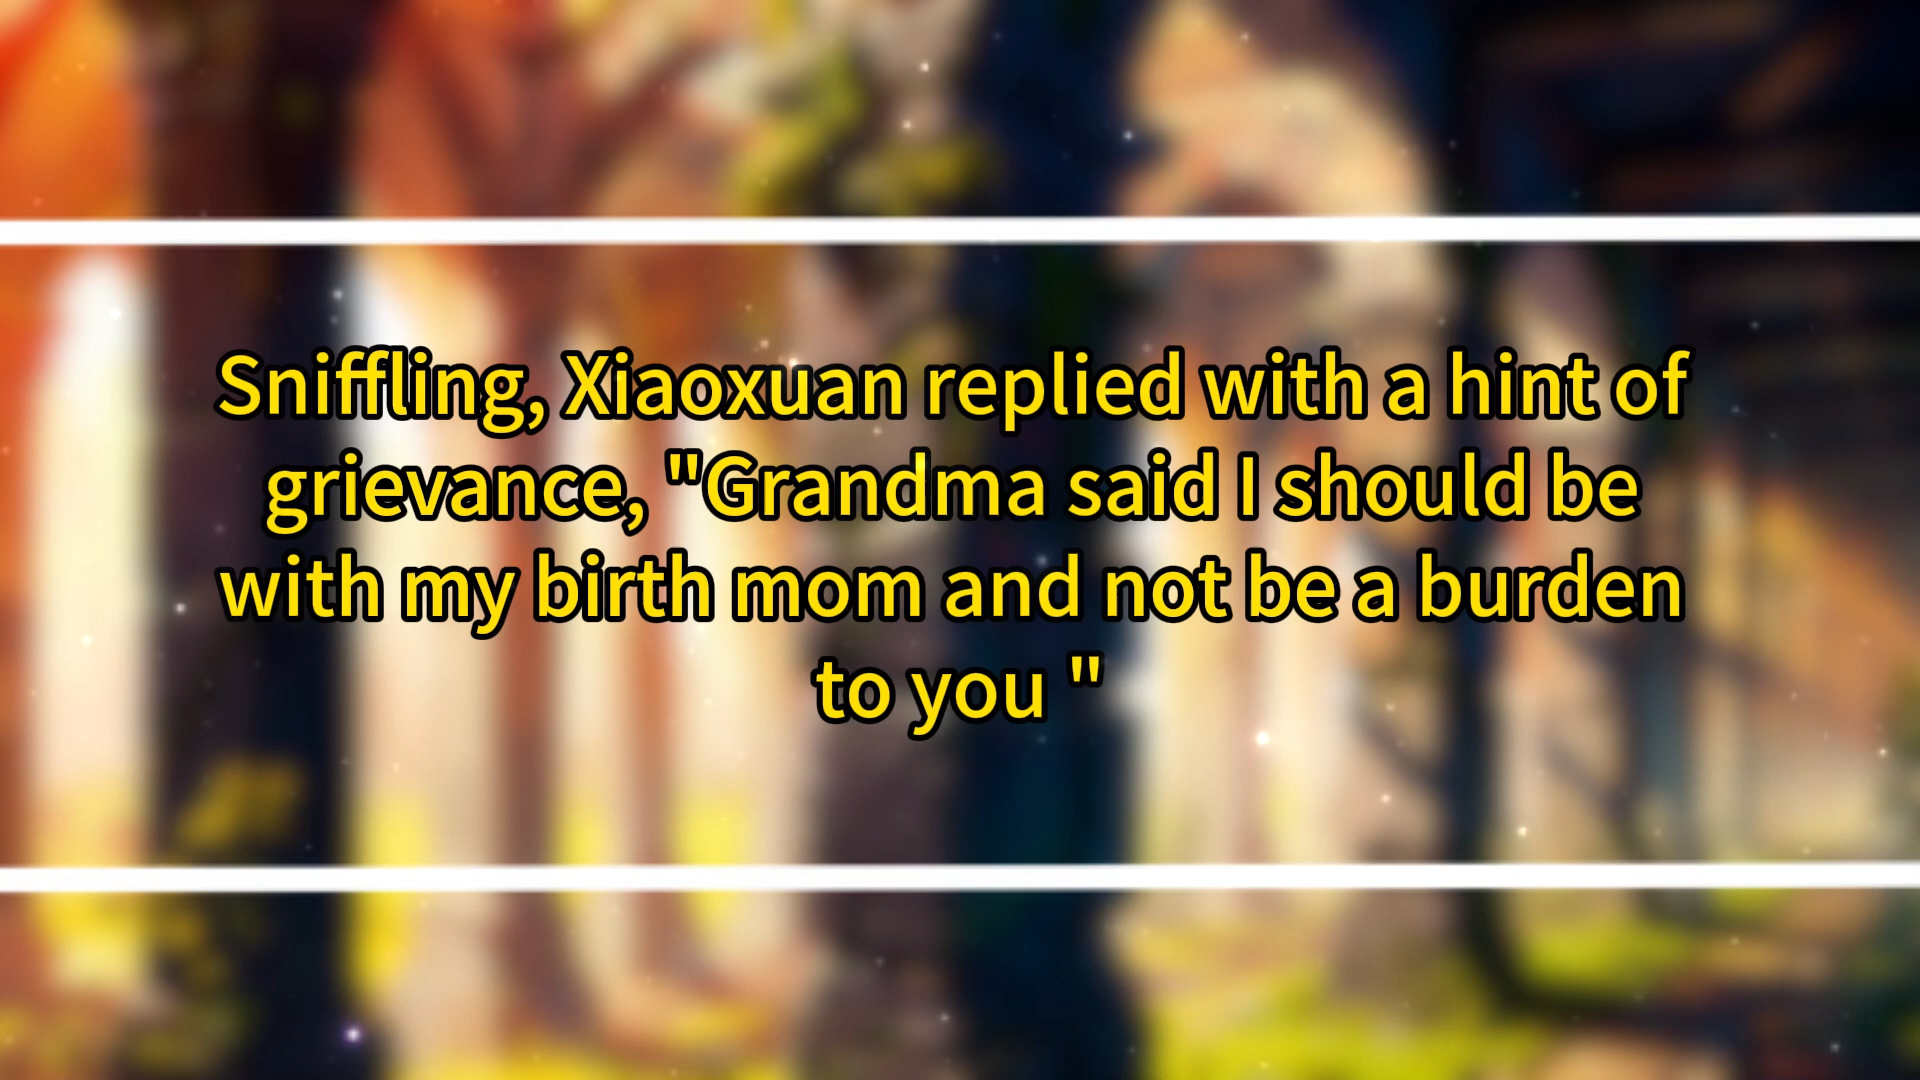 Sniffling, Xiaoxuan replied with a hint of
grievance, "Grandma said I should be
with my birth mom and not be a burden
to you "